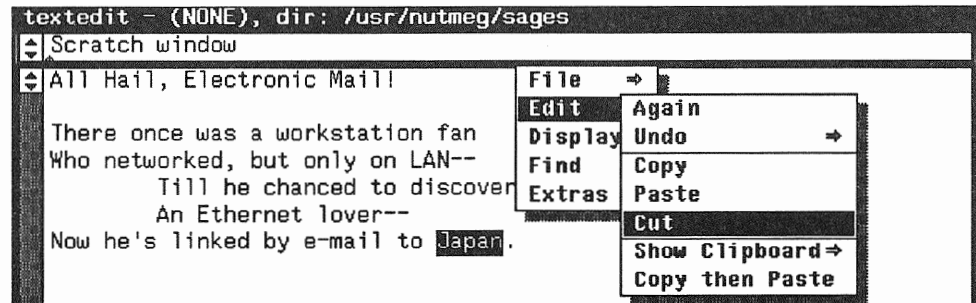 textedit - (NONE), dir: /usr/nutmeg/sages
Scratch window
All Hail, Electronic Mail!
There once was a workstation fan
Who networked, but only on LAN--
Till he chanced to discover
An Ethernet lover--
Now he's linked by e-mail to Japan.
File ⇒
Edit
Display
Find
Extras
Again
Undo ⇒
Copy
Paste
Cut
Show Clipboard⇒
Copy then Paste